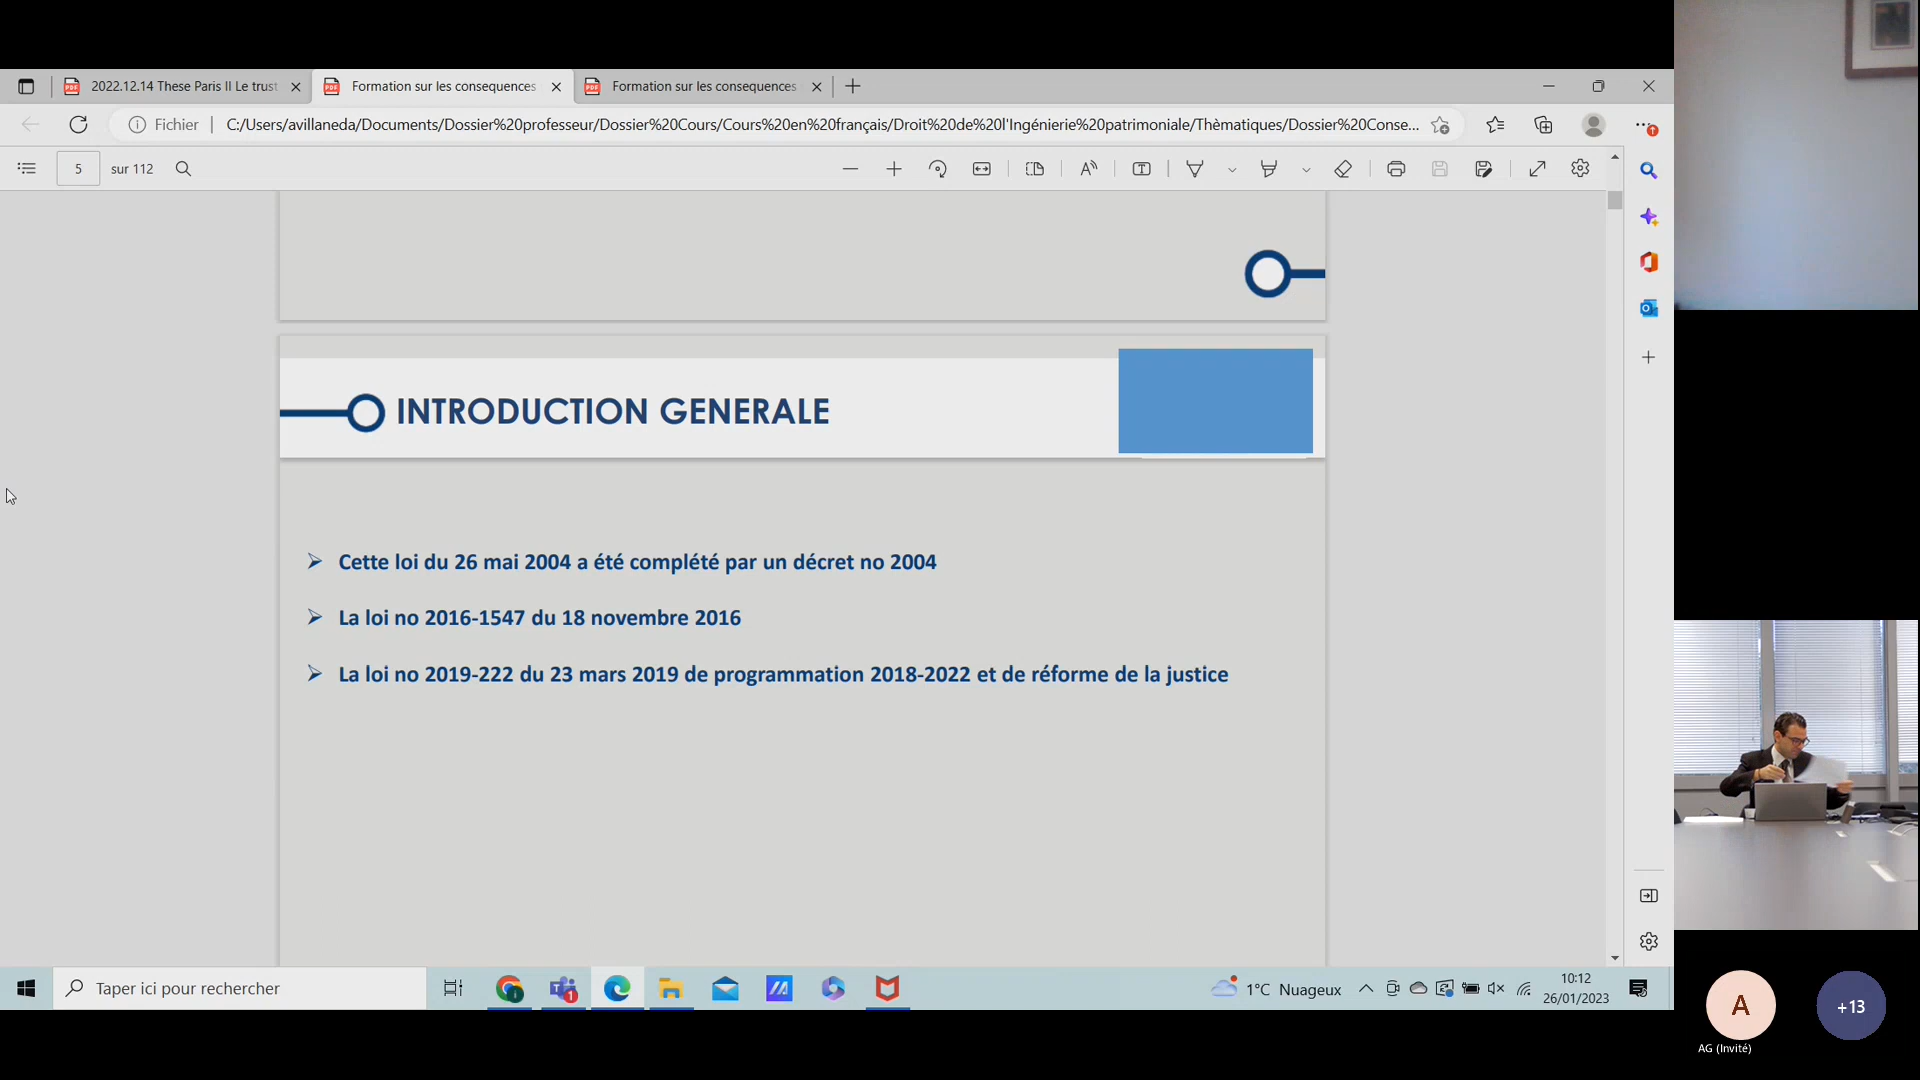 2022.12.14 These Paris II Le trust
Formation sur les consequences
Formation sur les consequences
Fichier
C:/Users/avillaneda/Documents/Dossier%20professeur/Dossier%20Cours/Cours%20en%20français/Droit%20de%20l'Ingénierie%20patrimoniale/Thèmatiques/Dossier%20Conse...
5 sur 112
INTRODUCTION GENERALE
Cette loi du 26 mai 2004 a été complété par un décret no 2004
La loi no 2016-1547 du 18 novembre 2016
La loi no 2019-222 du 23 mars 2019 de programmation 2018-2022 et de réforme de la justice
Taper ici pour rechercher
1°C Nuageux
10:12
26/01/2023
A
+13
AG (Invité)